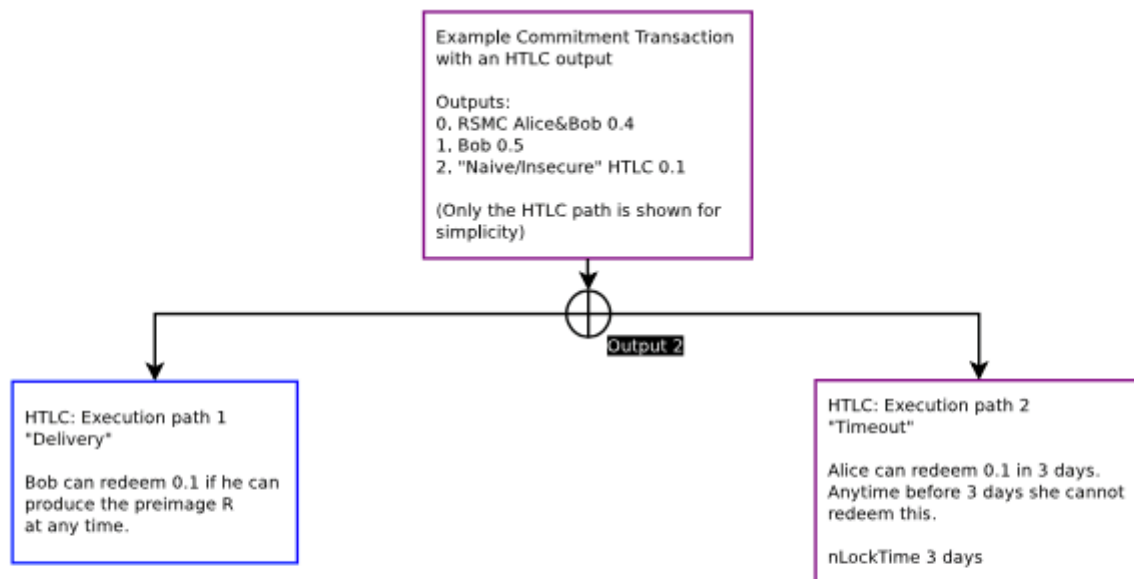 Example Commitment Transaction
with an HTLC output
Outputs:
0. RSMC Alice&Bob 0.4
1. Bob 0.5
2. "Naive/Insecure" HTLC 0.1
(Only the HTLC path is shown for
simplicity)
Output 2
HTLC: Execution path 1
"Delivery"
Bob can redeem 0.1 if he can
produce the preimage R
at any time.
HTLC: Execution path 2
"Timeout"
Alice can redeem 0.1 in 3 days.
Anytime before 3 days she cannot
redeem this.
nLockTime 3 days